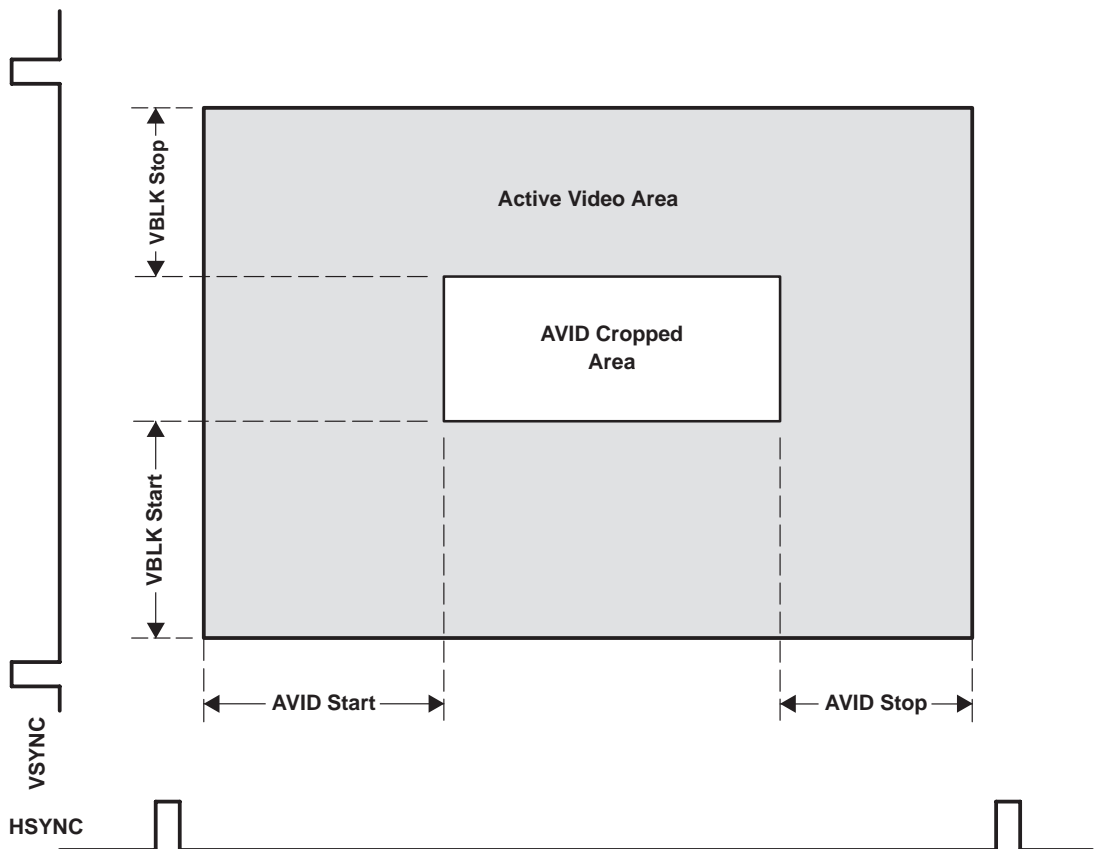 VBLK Stop
Active Video Area
AVID Cropped
Area
VBLK Start
AVID Start
AVID Stop
VSYNC
HSYNC